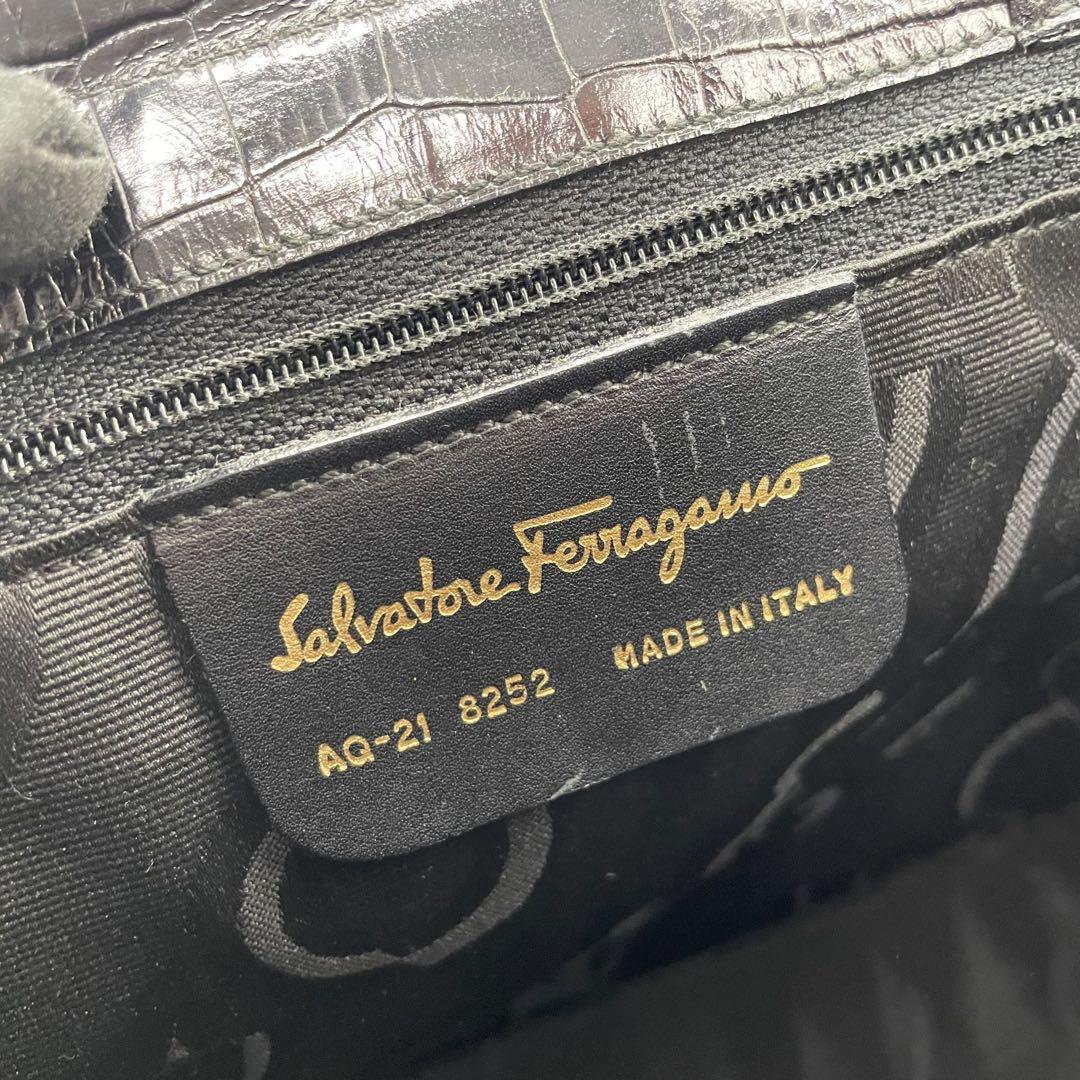 Salvatore Ferragamo
AQ-21 8252 MADE IN ITALY